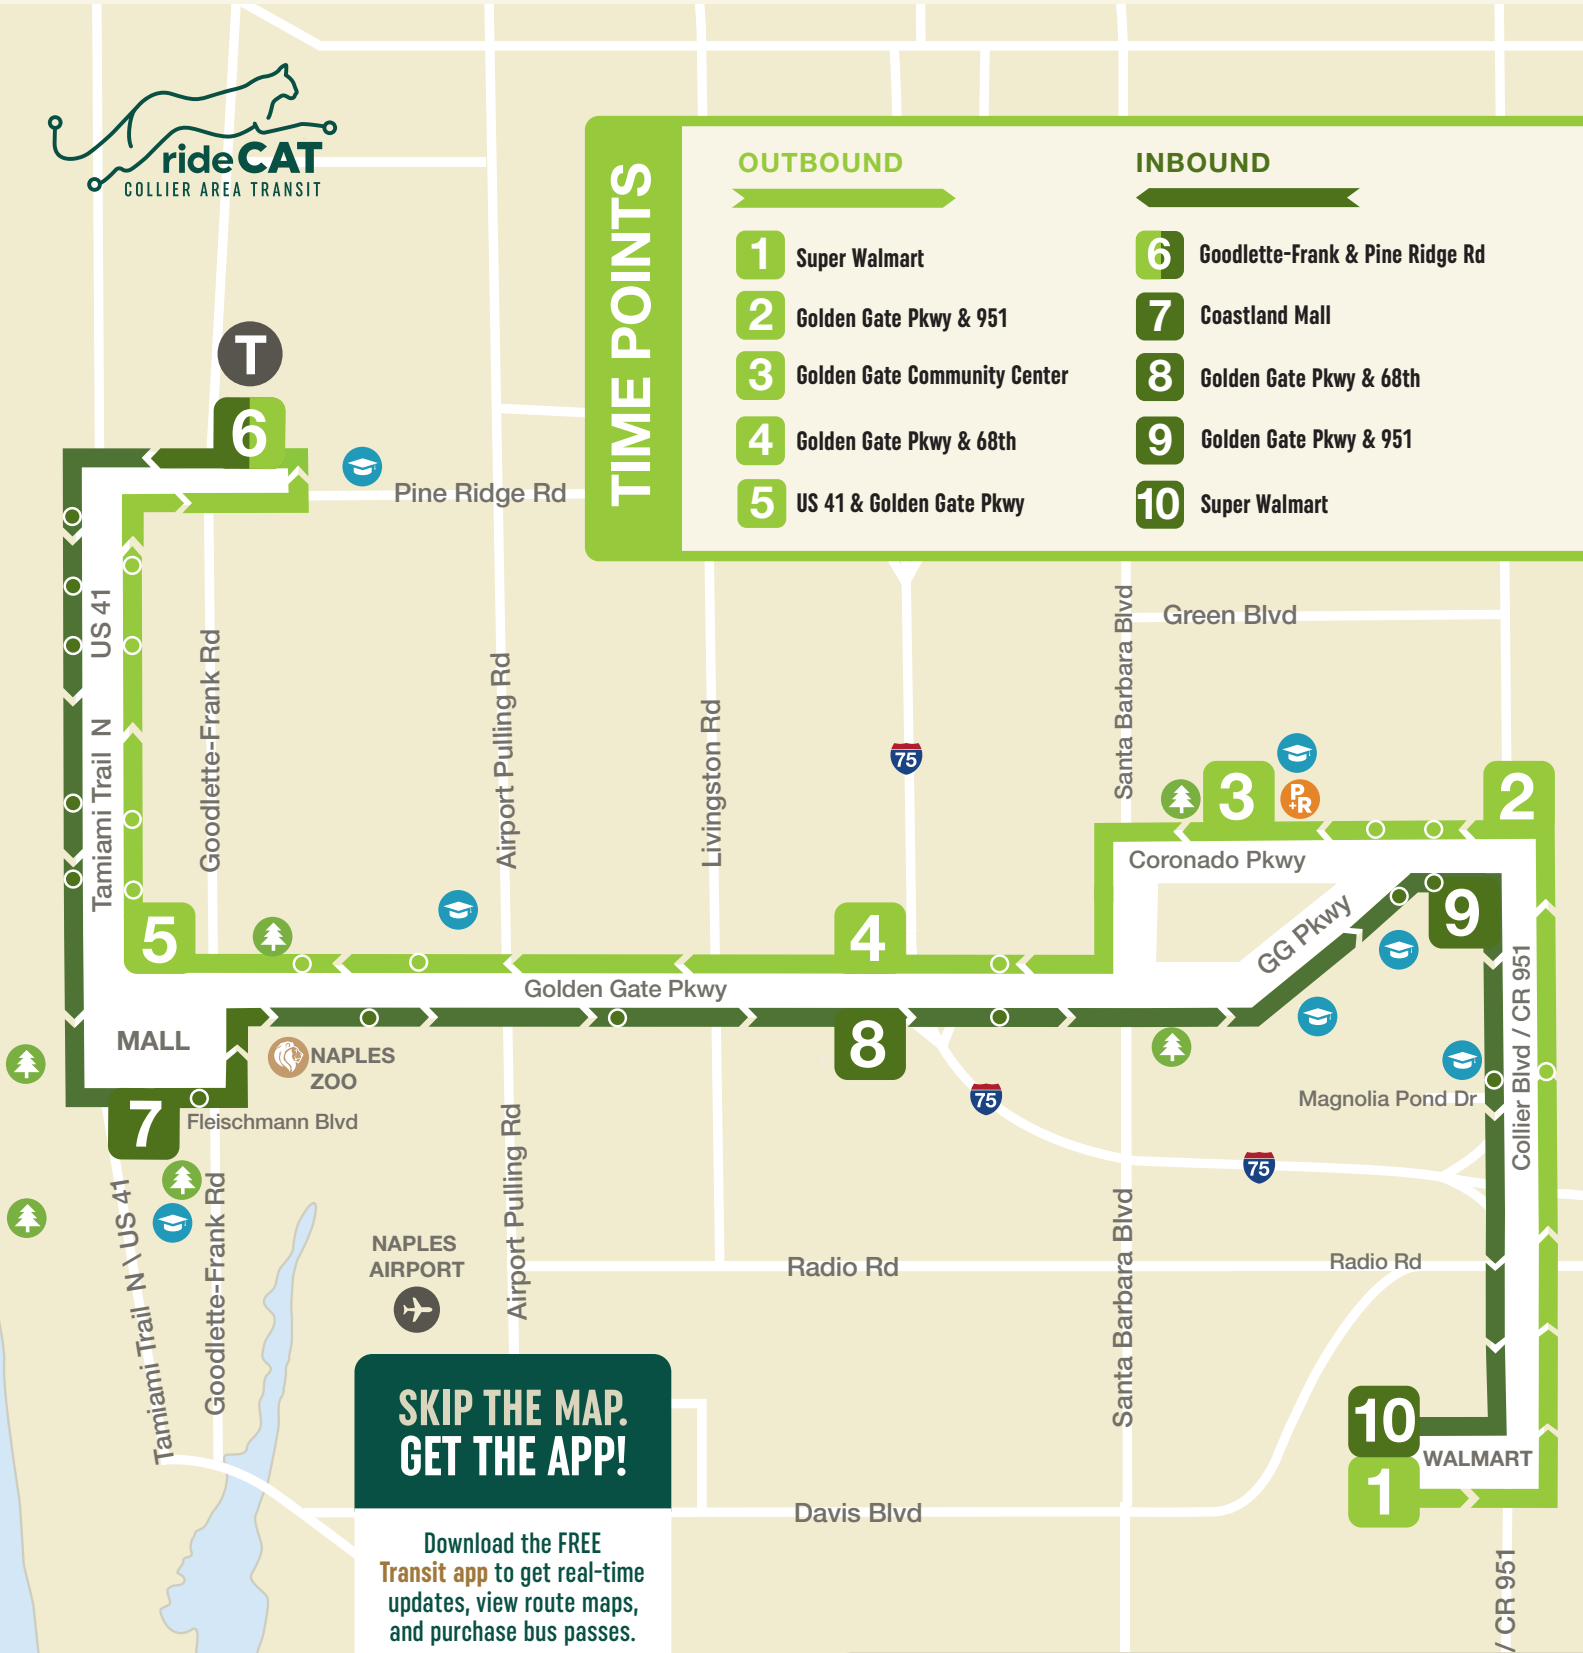 rideCAT
COLLIER AREA TRANSIT
TIME POINTS
OUTBOUND
1 Super Walmart
2 Golden Gate Pkwy & 951
3 Golden Gate Community Center
4 Golden Gate Pkwy & 68th
5 US 41 & Golden Gate Pkwy
INBOUND
6 Goodlette-Frank & Pine Ridge Rd
7 Coastland Mall
8 Golden Gate Pkwy & 68th
9 Golden Gate Pkwy & 951
10 Super Walmart
T
6
Pine Ridge Rd
US 41
Tamiami Trail N
Goodlette-Frank Rd
Airport Pulling Rd
Livingston Rd
75
Santa Barbara Blvd
Green Blvd
3
P+R
2
Coronado Pkwy
GG Pkwy
9
5
4
Golden Gate Pkwy
8
MALL
NAPLES
ZOO
7
Fleischmann Blvd
75
75
Magnolia Pond Dr
Collier Blvd / CR 951
Tamiami Trail N \ US 41
Goodlette-Frank Rd
Airport Pulling Rd
NAPLES
AIRPORT
Radio Rd
Santa Barbara Blvd
Radio Rd
10
WALMART
1
Davis Blvd
/ CR 951
SKIP THE MAP.
GET THE APP!
Download the FREE
Transit app to get real-time
updates, view route maps,
and purchase bus passes.